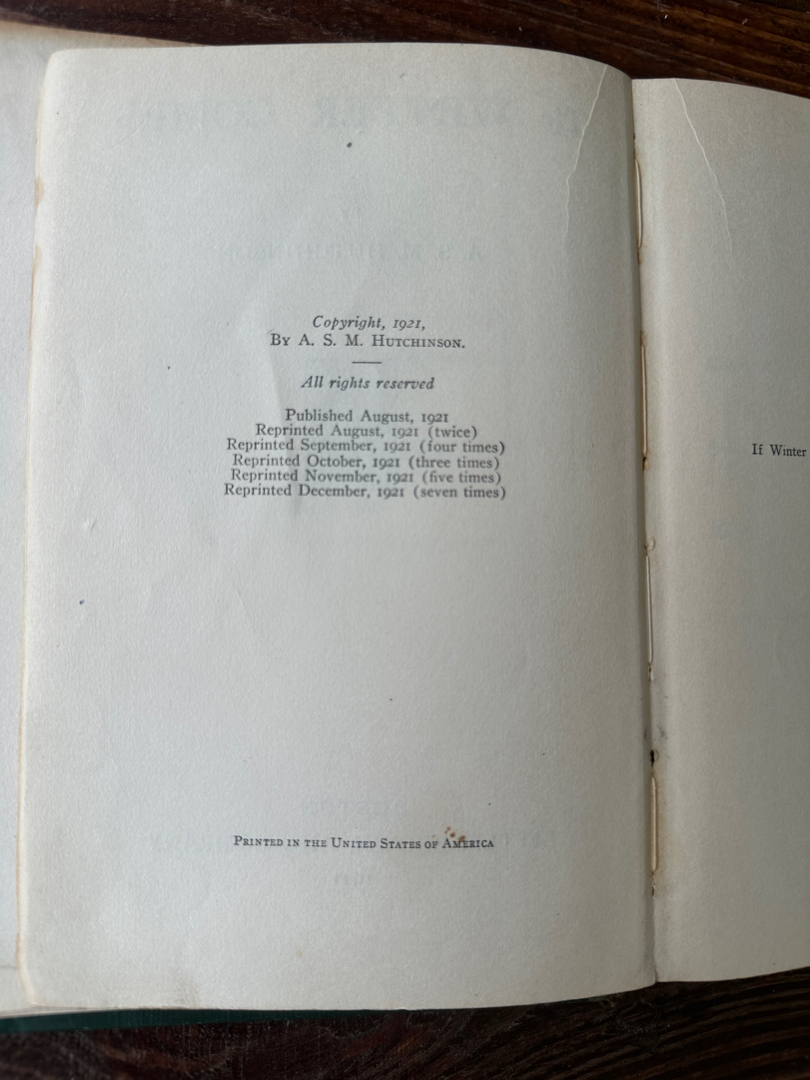 Copyright, 1921,
By A. S. M. Hutchinson.
All rights reserved
Published August, 1921
Reprinted August, 1921 (twice)
Reprinted September, 1921 (four times)
Reprinted October, 1921 (three times)
Reprinted November, 1921 (five times)
Reprinted December, 1921 (seven times)
Printed in the United States of America
If Winter